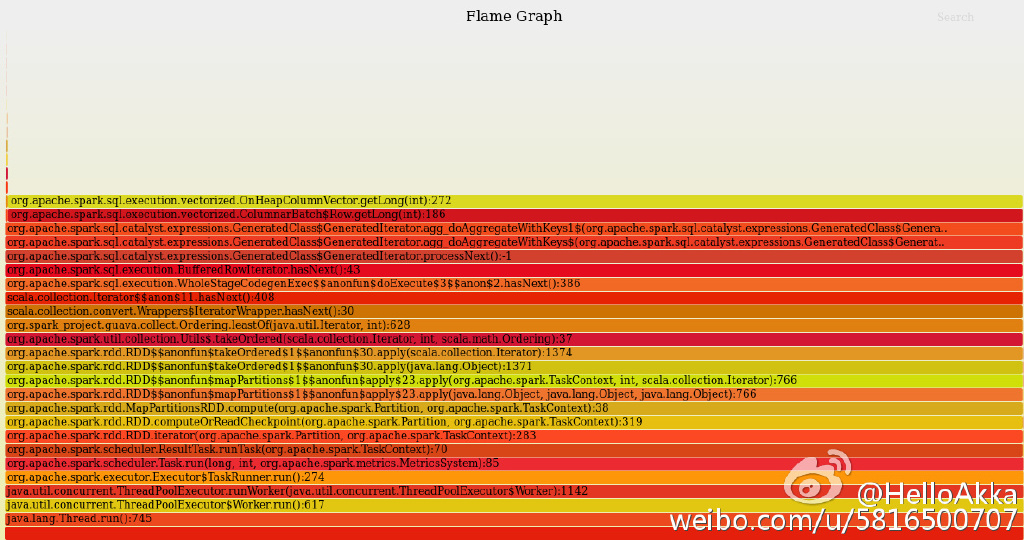 Flame Graph
Search
org.apache.spark.sql.execution.vectorized.OnHeapColumnVector.getLong(int):272
org.apache.spark.sql.execution.vectorized.ColumnarBatch$Row.getLong(int):186
org.apache.spark.sql.catalyst.expressions.GeneratedClass$GeneratedIterator.agg_doAggregateWithKeys1$(org.apache.spark.sql.catalyst.expressions.GeneratedClass$Genera..
org.apache.spark.sql.catalyst.expressions.GeneratedClass$GeneratedIterator.agg_doAggregateWithKeys$(org.apache.spark.sql.catalyst.expressions.GeneratedClass$Generat..
org.apache.spark.sql.catalyst.expressions.GeneratedClass$GeneratedIterator.processNext():-1
org.apache.spark.sql.execution.BufferedRowIterator.hasNext():43
org.apache.spark.sql.execution.WholeStageCodegenExec$$anonfun$doExecute$3$$anon$2.hasNext():386
scala.collection.Iterator$$anon$11.hasNext():408
scala.collection.convert.Wrappers$IteratorWrapper.hasNext():30
org.spark_project.guava.collect.Ordering.leastOf(java.util.Iterator, int):628
org.apache.spark.util.collection.Utils$.takeOrdered(scala.collection.Iterator, int, scala.math.Ordering):37
org.apache.spark.rdd.RDD$$anonfun$takeOrdered$1$$anonfun$30.apply(scala.collection.Iterator):1374
org.apache.spark.rdd.RDD$$anonfun$takeOrdered$1$$anonfun$30.apply(java.lang.Object):1371
org.apache.spark.rdd.RDD$$anonfun$mapPartitions$1$$anonfun$apply$23.apply(org.apache.spark.TaskContext, int, scala.collection.Iterator):766
org.apache.spark.rdd.RDD$$anonfun$mapPartitions$1$$anonfun$apply$23.apply(java.lang.Object, java.lang.Object, java.lang.Object):766
org.apache.spark.rdd.MapPartitionsRDD.compute(org.apache.spark.Partition, org.apache.spark.TaskContext):38
org.apache.spark.rdd.RDD.computeOrReadCheckpoint(org.apache.spark.Partition, org.apache.spark.TaskContext):319
org.apache.spark.rdd.RDD.iterator(org.apache.spark.Partition, org.apache.spark.TaskContext):283
org.apache.spark.scheduler.ResultTask.runTask(org.apache.spark.TaskContext):70
org.apache.spark.scheduler.Task.run(long, int, org.apache.spark.metrics.MetricsSystem):85
org.apache.spark.executor.Executor$TaskRunner.run():274
java.util.concurrent.ThreadPoolExecutor.runWorker(java.util.concurrent.ThreadPoolExecutor$Worker):1142
java.util.concurrent.ThreadPoolExecutor$Worker.run():617
java.lang.Thread.run():745
@HelloAkka
weibo.com/u/5816500707